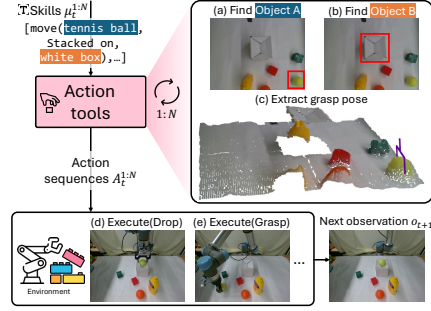 [T]Skills μ_t^{1:N}
[move(tennis ball,
Stacked on,
white box),…]
Action
tools
1:N
Action
sequences A_t^{1:N}
(a) Find Object A
(b) Find Object B
(c) Extract grasp pose
(d) Execute(Drop)
(e) Execute(Grasp)
...
Next observation o_{t+1}
Environment